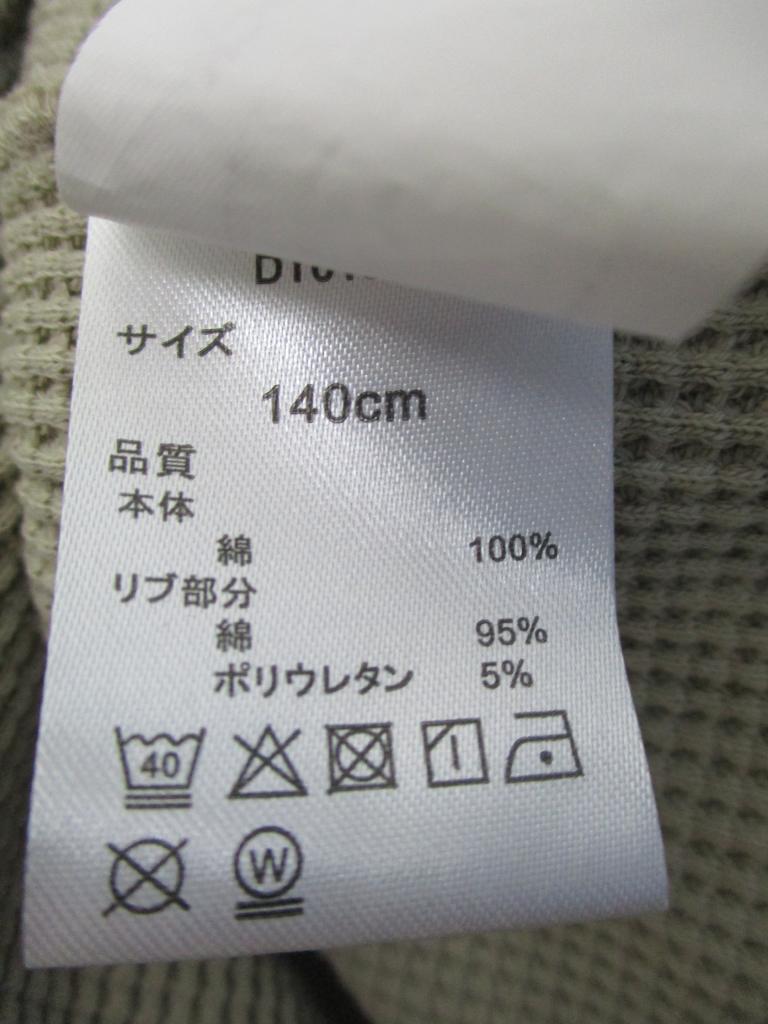 サイズ
140cm
品質
本体
綿 100%
リブ部分
綿 95%
ポリウレタン 5%
40
W